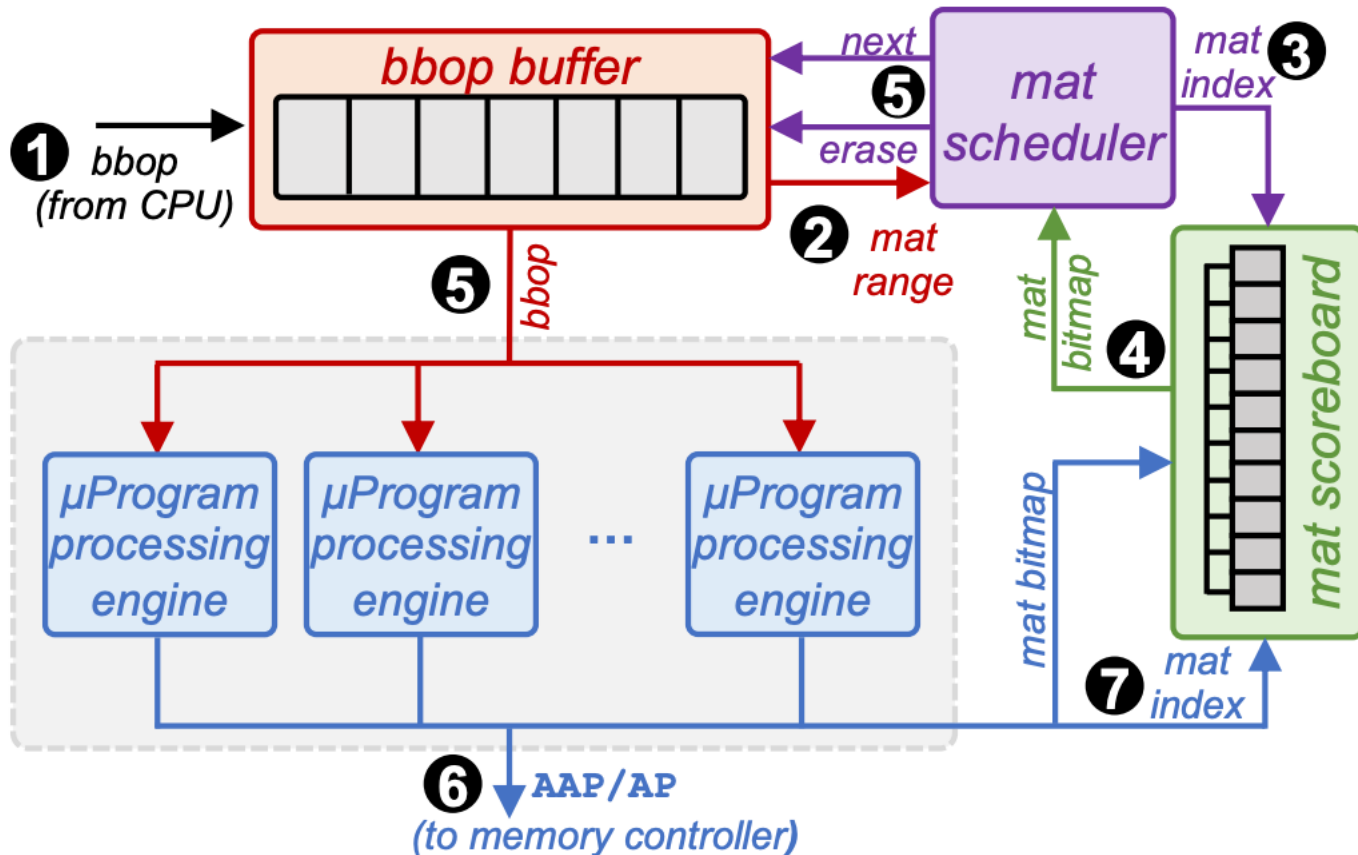 bbop buffer
next
mat
scheduler
mat
index
3
5
erase
1
bbop
(from CPU)
2
mat
range
5
bbop
mat
bitmap
4
mat scoreboard
µProgram
processing
engine
µProgram
processing
engine
...
µProgram
processing
engine
mat bitmap
7
mat
index
6
AAP/AP
(to memory controller)